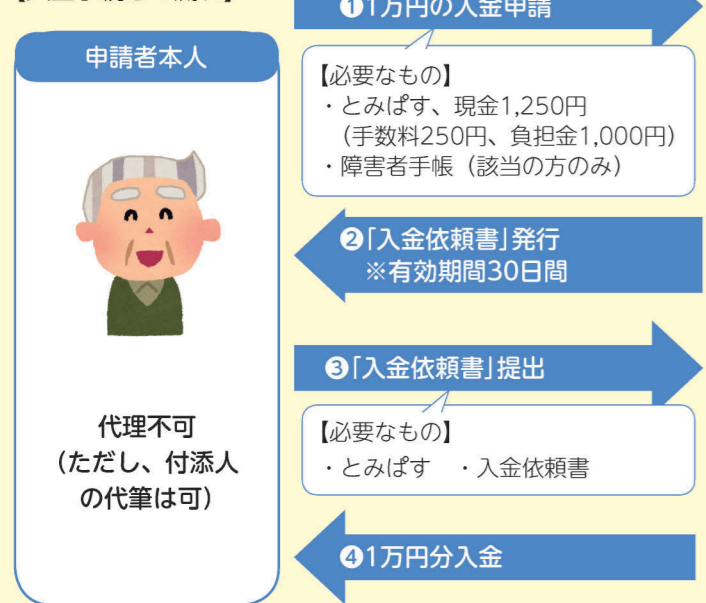 ❶1万円の入金申請
申請者本人
【必要なもの】
・とみぱす、現金1,250円
（手数料250円、負担金1,000円）
・障害者手帳（該当の方のみ）
❷「入金依頼書」発行
※有効期間30日間
❸「入金依頼書」提出
代理不可
（ただし、付添人
の代筆は可）
【必要なもの】
・とみぱす　・入金依頼書
❹1万円分入金